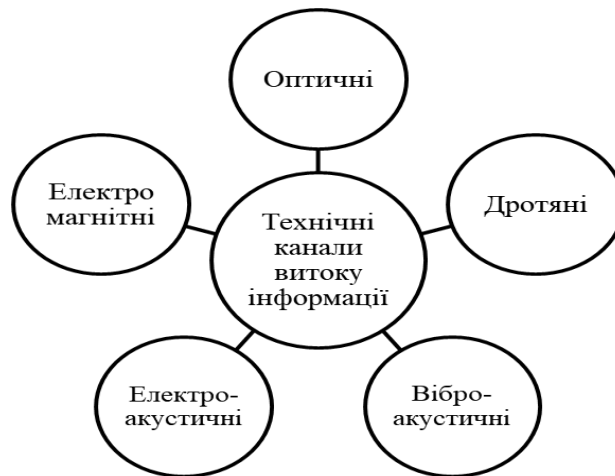 Оптичні
Електро
магнітні
Дротяні
Технічні
канали
витоку
інформації
Електро-
акустичні
Вібро-
акустичні